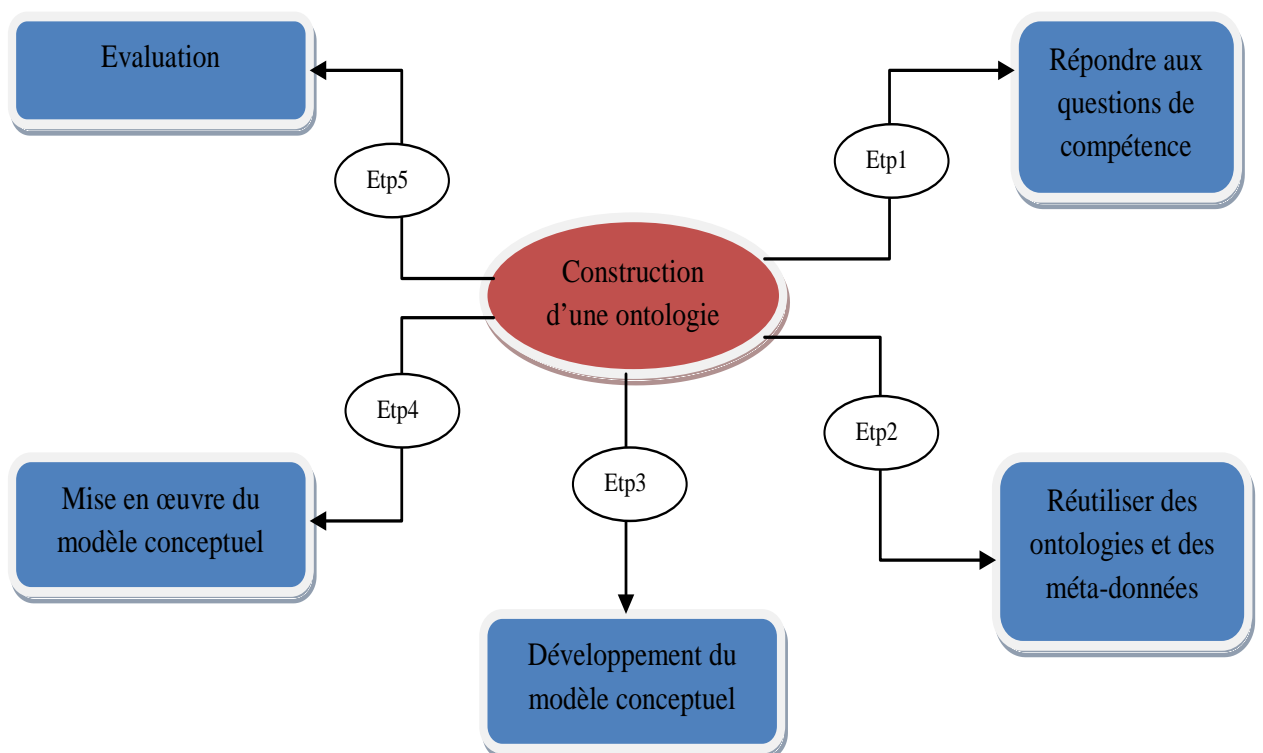 Evaluation
Répondre aux
questions de
compétence
Etp1
Etp5
Construction
d'une ontologie
Etp4
Etp2
Etp3
Mise en œuvre du
modèle conceptuel
Réutiliser des
ontologies et des
méta-données
Développement du
modèle conceptuel